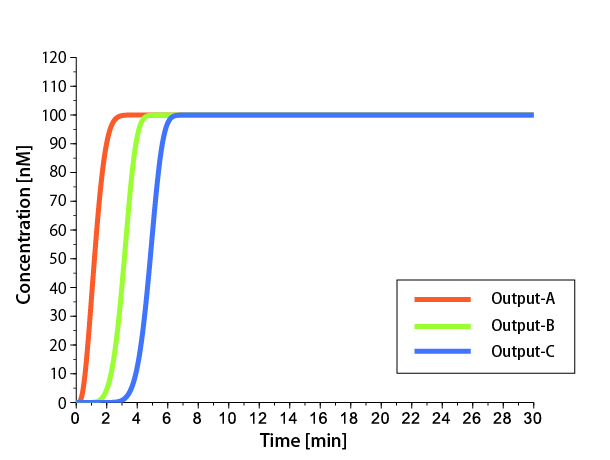 120
110
100
90
80
70
60
50
40
30
20
10
0
Concentration [nM]
0 2 4 6 8 10 12 14 16 18 20 22 24 26 28 30
Time [min]
Output-A
Output-B
Output-C